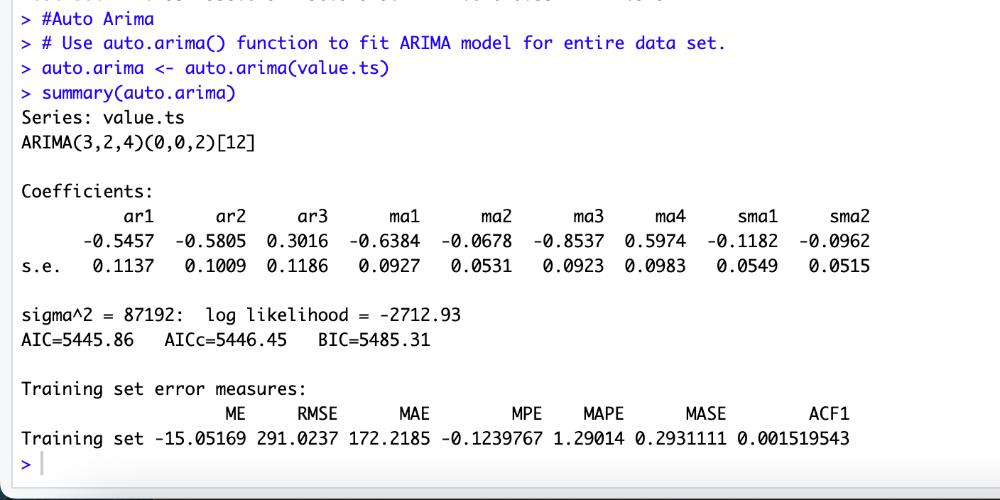 > #Auto Arima
> # Use auto.arima() function to fit ARIMA model for entire data set.
> auto.arima <- auto.arima(value.ts)
> summary(auto.arima)
Series: value.ts
ARIMA(3,2,4)(0,0,2)[12]
Coefficients:
ar1 ar2 ar3 ma1 ma2 ma3 ma4 sma1 sma2
-0.5457 -0.5805 0.3016 -0.6384 -0.0678 -0.8537 0.5974 -0.1182 -0.0962
s.e. 0.1137 0.1009 0.1186 0.0927 0.0531 0.0923 0.0983 0.0549 0.0515
sigma^2 = 87192: log likelihood = -2712.93
AIC=5445.86 AICc=5446.45 BIC=5485.31
Training set error measures:
ME RMSE MAE MPE MAPE MASE ACF1
Training set -15.05169 291.0237 172.2185 -0.1239767 1.29014 0.2931111 0.001519543
>